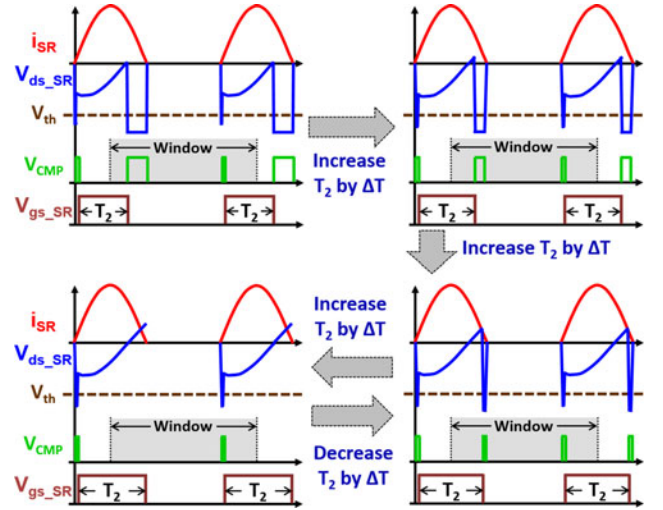 iSR
Vds_SR
Vth
VCMP
Window
Vgs_SR
T2
T2
Increase
T2 by ΔT
Window
T2
T2
Increase T2 by ΔT
iSR
Vds_SR
Vth
VCMP
Window
Vgs_SR
T2
T2
Increase
T2 by ΔT
Decrease
T2 by ΔT
Window
T2
T2